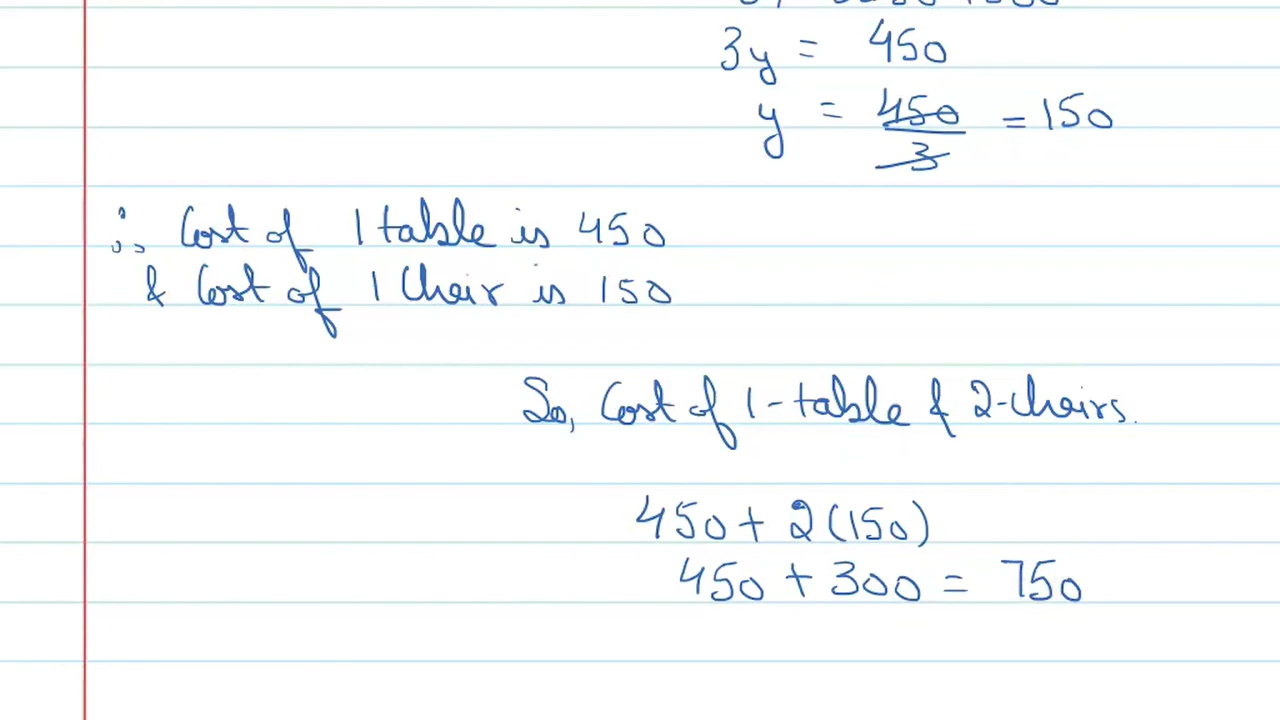 3y = 450
y = 450/3 = 150
∴ Cost of 1 table is 450
& Cost of 1 Chair is 150
So, Cost of 1-table & 2-chairs.
450 + 2(150)
450 + 300 = 750